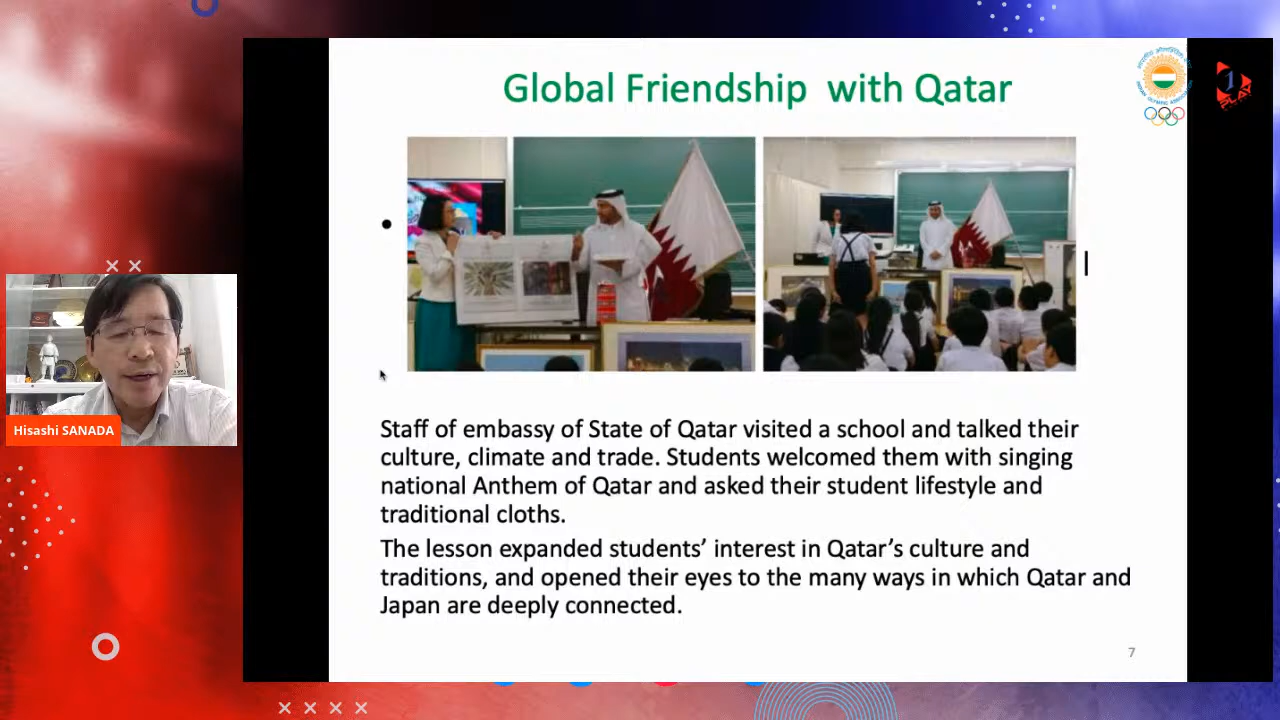 Global Friendship with Qatar
1
PLAY
Hisashi SANADA
Staff of embassy of State of Qatar visited a school and talked their
culture, climate and trade. Students welcomed them with singing
national Anthem of Qatar and asked their student lifestyle and
traditional cloths.
The lesson expanded students’ interest in Qatar’s culture and
traditions, and opened their eyes to the many ways in which Qatar and
Japan are deeply connected.
7